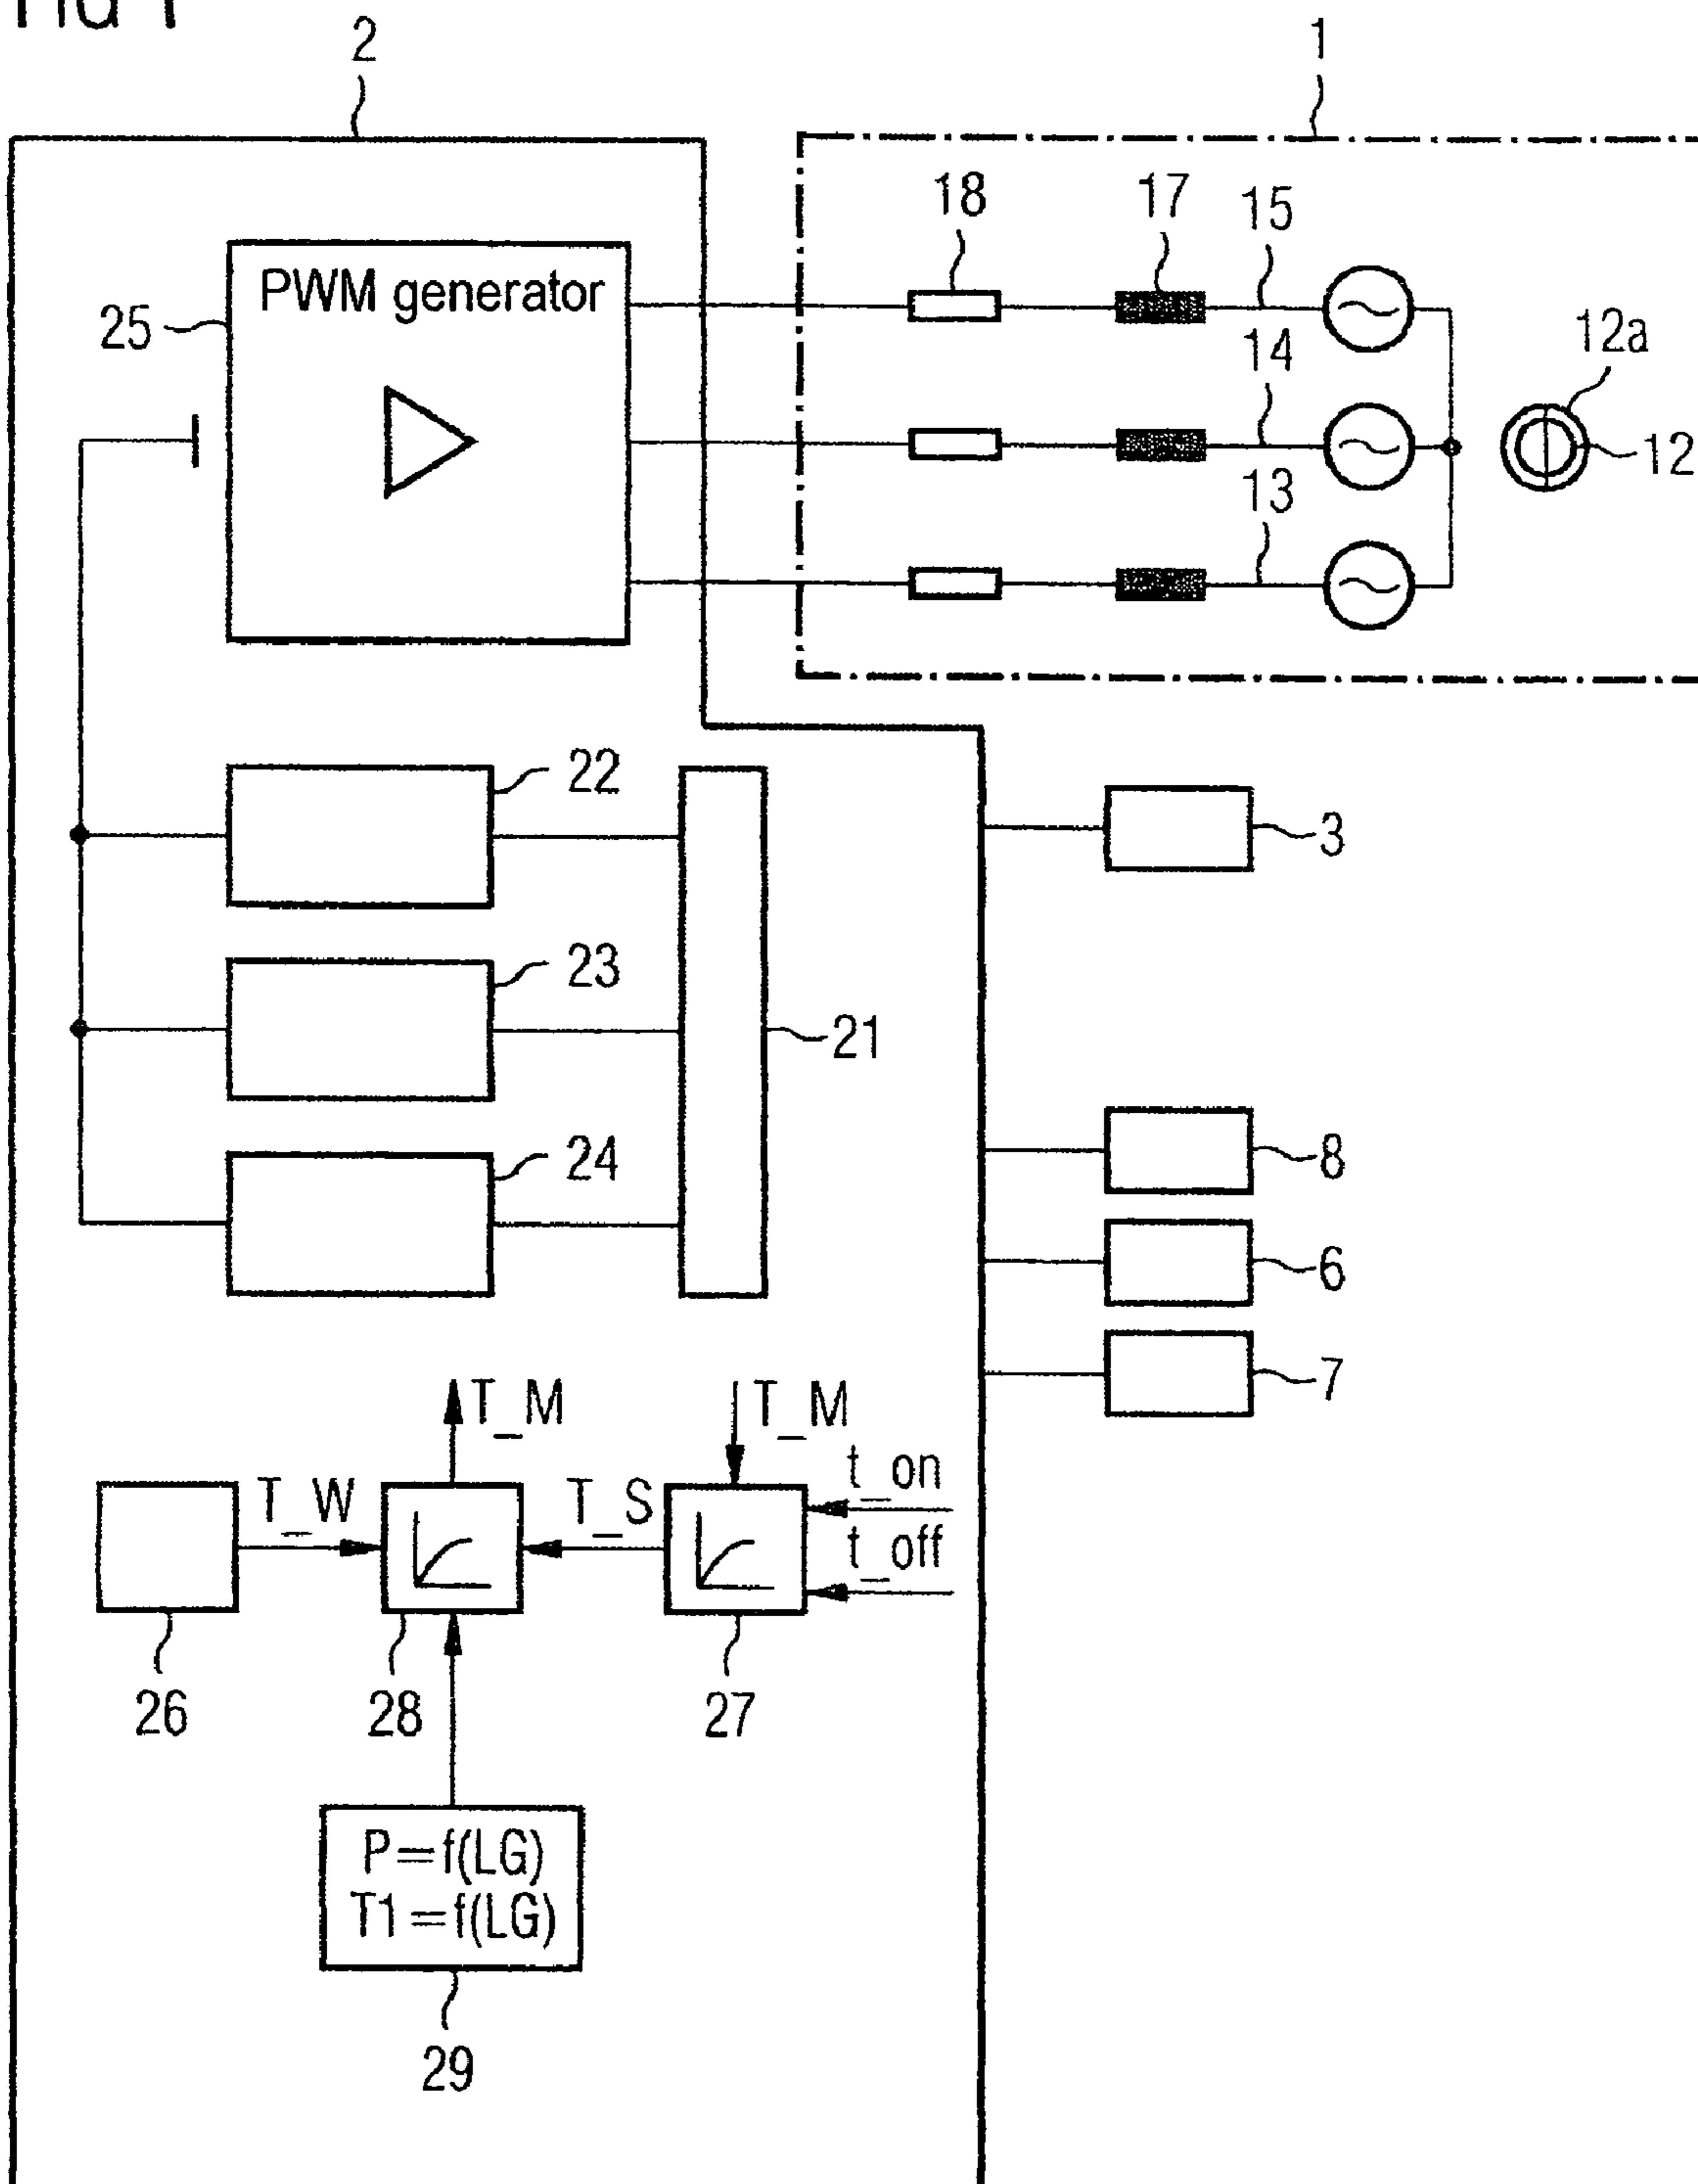 2
1
18
17
15
PWM generator
25
14
12a
12
13
22
3
23
21
24
8
6
7
T_M
T_M
t_on
T_W
T_S
t_off
26
28
27
P=f(LG)
T1=f(LG)
29